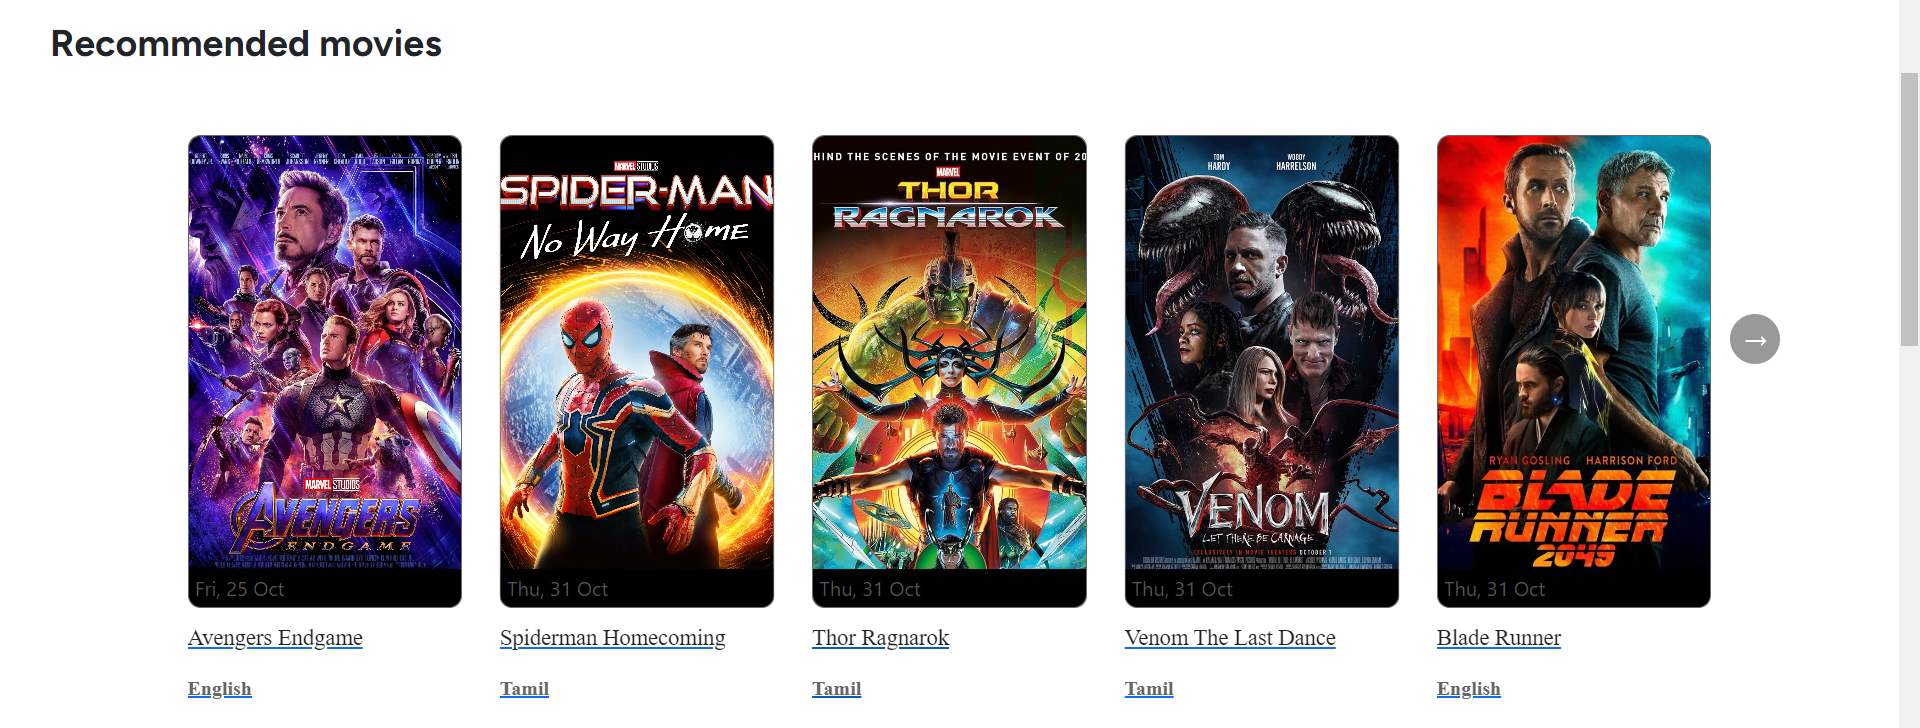 Recommended movies
MARVEL STUDIOS
AVENGERS
ENDGAME
Fri, 25 Oct
Avengers Endgame
English
MARVEL STUDIOS
SPIDER-MAN
No Way Home
Thu, 31 Oct
Spiderman Homecoming
Tamil
HIND THE SCENES OF THE MOVIE EVENT OF 20
MARVEL
THOR
RAGNAROK
Thu, 31 Oct
Thor Ragnarok
Tamil
TOM HARDY
WOODY HARRELSON
VENOM
LET THERE BE CARNAGE
EXCLUSIVELY IN MOVIE THEATERS OCTOBER 1
Thu, 31 Oct
Venom The Last Dance
Tamil
RYAN GOSLING HARRISON FORD
BLADE
RUNNER
2049
Thu, 31 Oct
Blade Runner
English
→